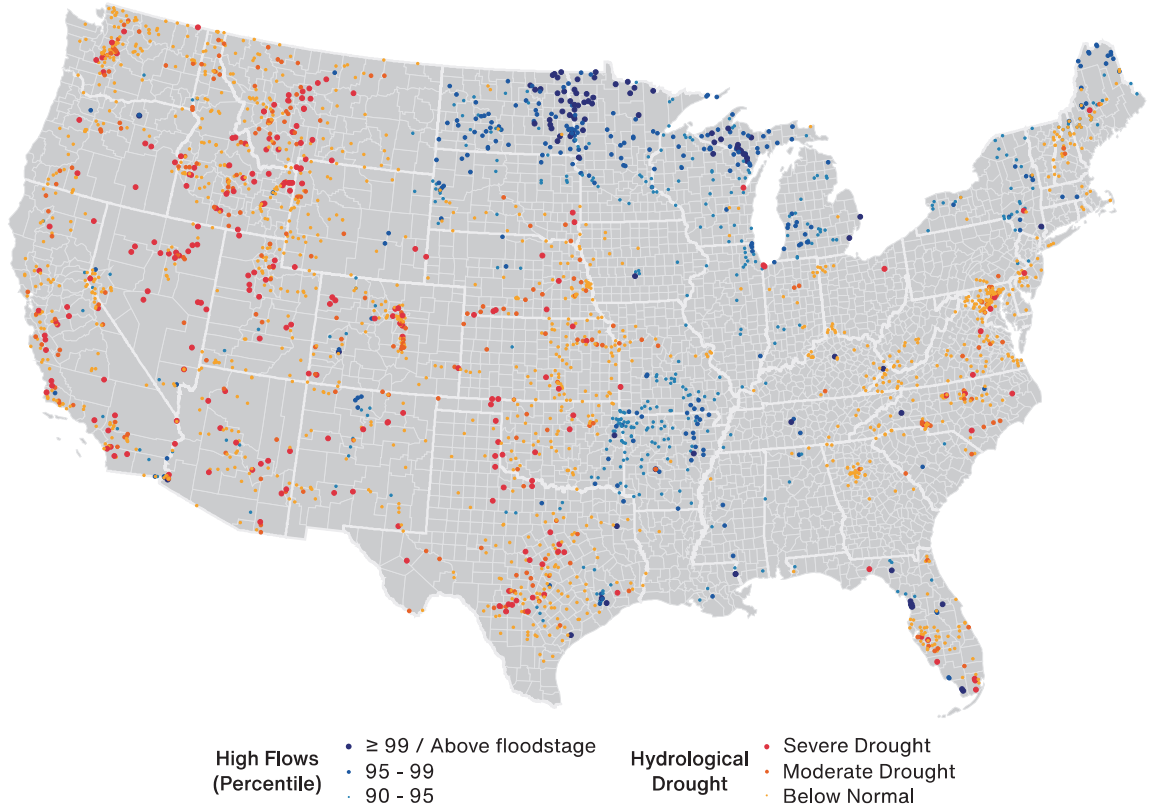 High Flows
(Percentile)
≥ 99 / Above floodstage
95 - 99
90 - 95
Hydrological
Drought
Severe Drought
Moderate Drought
Below Normal